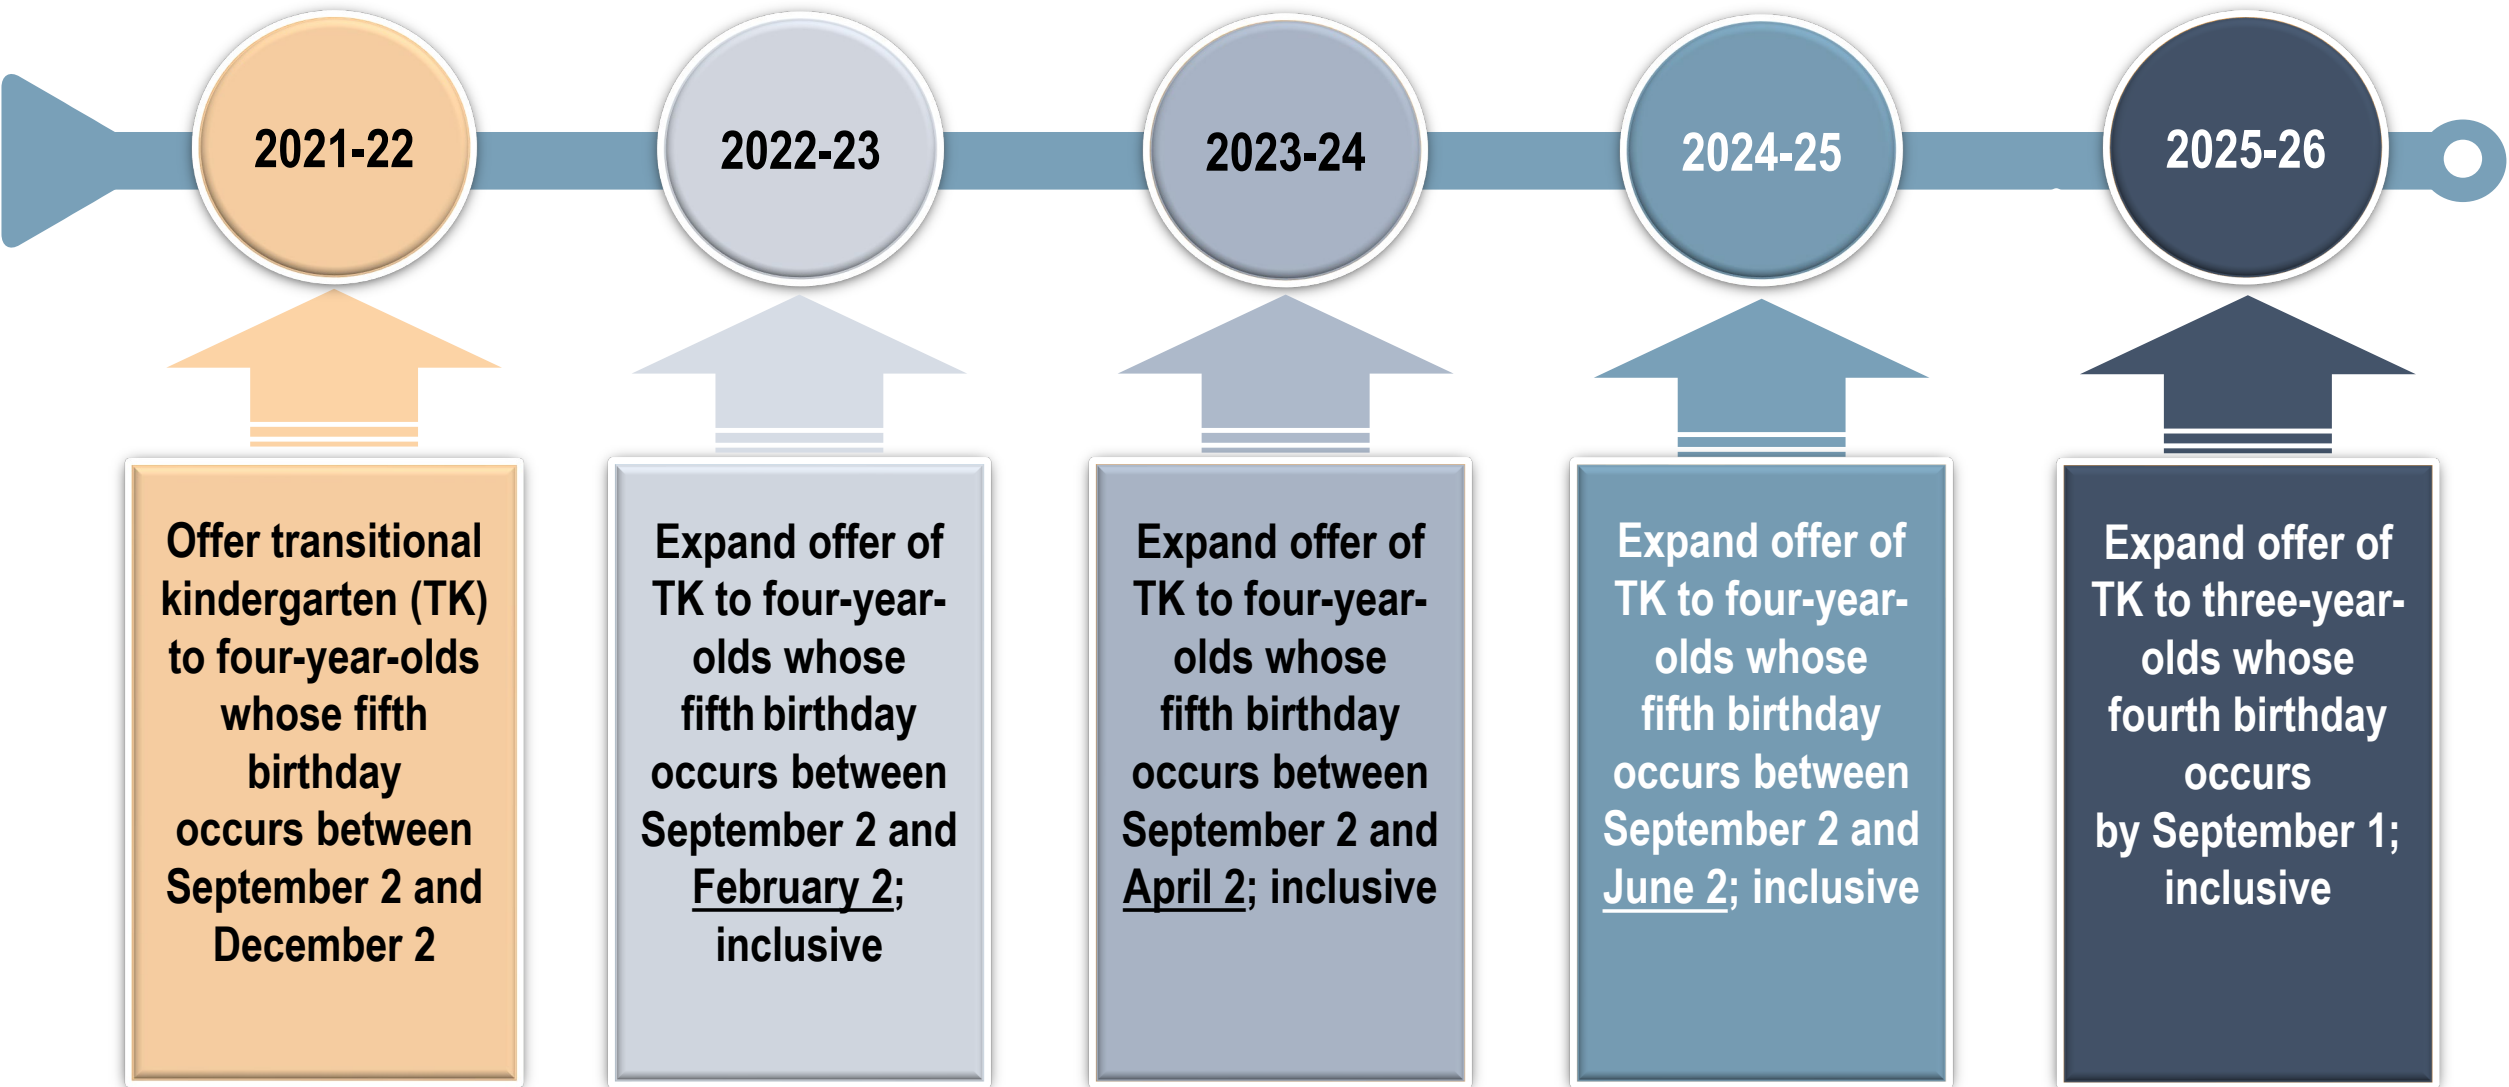 2021-22
2022-23
2023-24
2024-25
2025-26
Offer transitional
kindergarten (TK)
to four-year-olds
whose fifth
birthday
occurs between
September 2 and
December 2
Expand offer of
TK to four-year-
olds whose
fifth birthday
occurs between
September 2 and
February 2;
inclusive
Expand offer of
TK to four-year-
olds whose
fifth birthday
occurs between
September 2 and
April 2; inclusive
Expand offer of
TK to four-year-
olds whose
fifth birthday
occurs between
September 2 and
June 2; inclusive
Expand offer of
TK to three-year-
olds whose
fourth birthday
occurs
by September 1;
inclusive